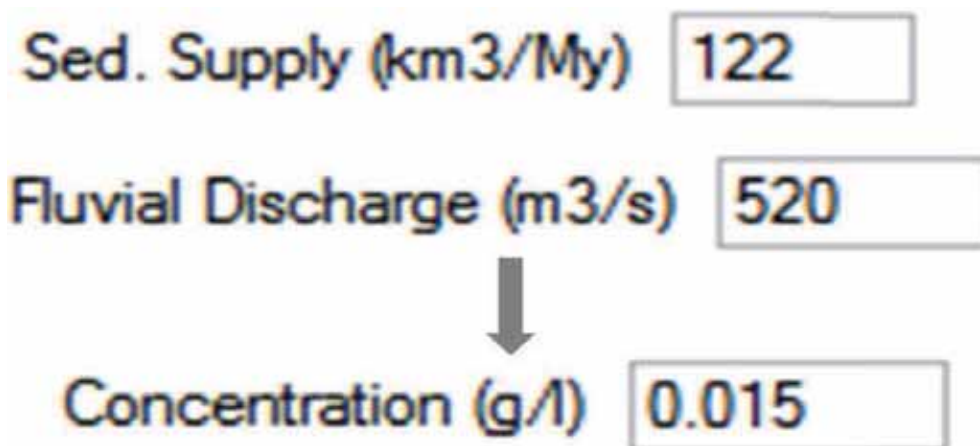 Sed. Supply (km3/My) 122
Fluvial Discharge (m3/s) 520
Concentration (g/l) 0.015